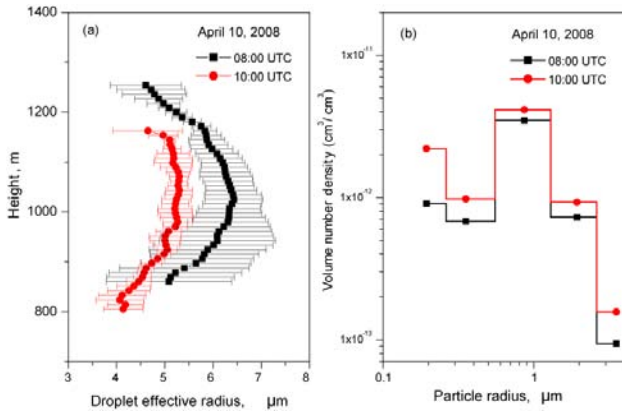 (a)
April 10, 2008
08:00 UTC
10:00 UTC
1400
1200
1000
800
Height, m
3 4 5 6 7 8
Droplet effective radius, μm
(b)
April 10, 2008
08:00 UTC
10:00 UTC
1x10⁻¹¹
1x10⁻¹²
1x10⁻¹³
Volume number density (cm³/ cm³)
0.1 1
Particle radius, μm